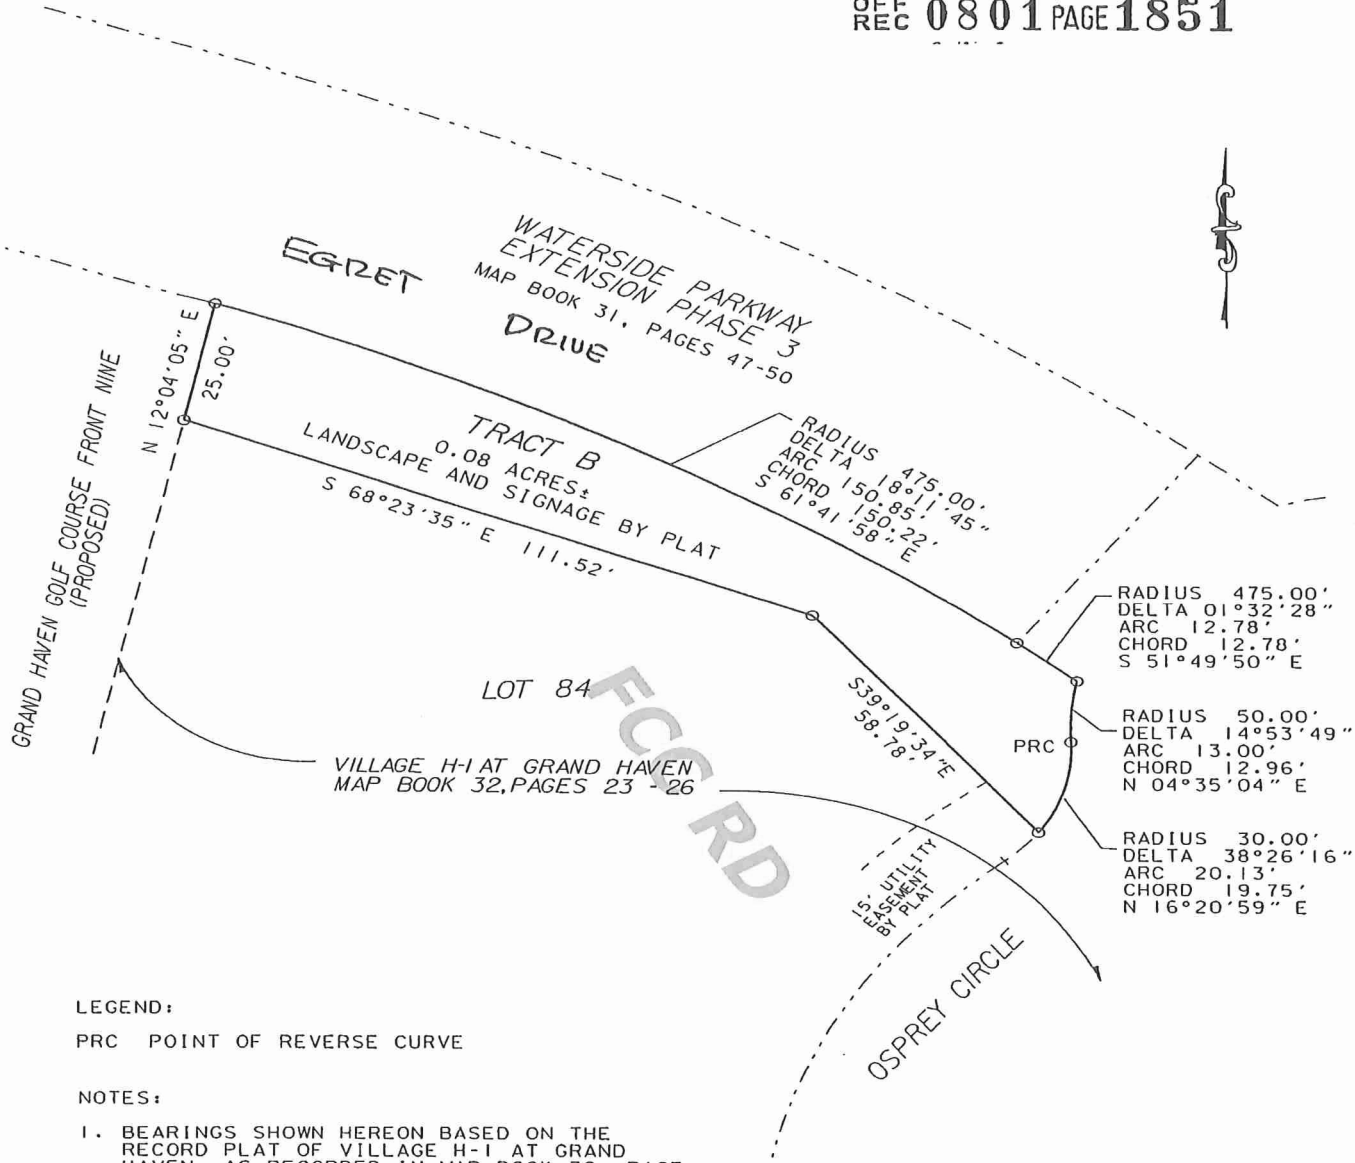 OFF
REC 0801 PAGE 1851
EGRET
DRIVE
WATERSIDE PARKWAY
EXTENSION PHASE 3
MAP BOOK 31, PAGES 47-50
N 12°04'05" E
25.00'
GRAND HAVEN GOLF COURSE FRONT NINE
(PROPOSED)
TRACT B
0.08 ACRES±
LANDSCAPE AND SIGNAGE BY PLAT
S 68°23'35" E 111.52'
RADIUS 475.00'
DELTA 18°11'45"
ARC 150.85'
CHORD 150.22'
S 61°41'58" E
RADIUS 475.00'
DELTA 01°32'28"
ARC 12.78'
CHORD 12.78'
S 51°49'50" E
LOT 84
S39°19'34"E
58.78'
PRC
RADIUS 50.00'
DELTA 14°53'49"
ARC 13.00'
CHORD 12.96'
N 04°35'04" E
VILLAGE H-1 AT GRAND HAVEN
MAP BOOK 32, PAGES 23 - 26
FCC RD
RADIUS 30.00'
DELTA 38°26'16"
ARC 20.13'
CHORD 19.75'
N 16°20'59" E
15' UTILITY
EASEMENT
BY PLAT
OSPREY CIRCLE
LEGEND:
PRC POINT OF REVERSE CURVE
NOTES:
1. BEARINGS SHOWN HEREON BASED ON THE
RECORD PLAT OF VILLAGE H-1 AT GRAND